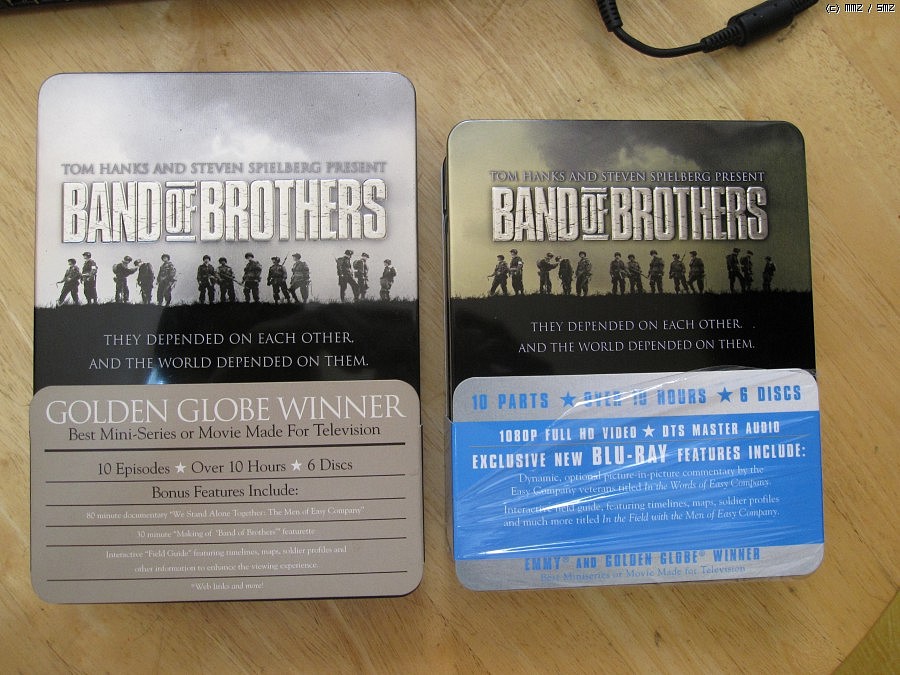 (c) MMZ / SMZ
TOM HANKS AND STEVEN SPIELBERG PRESENT
BAND OF BROTHERS
THEY DEPENDED ON EACH OTHER.
AND THE WORLD DEPENDED ON THEM.
GOLDEN GLOBE WINNER
Best Mini-Series or Movie Made For Television
10 Episodes ★ Over 10 Hours ★ 6 Discs
Bonus Features Include:
80 minute documentary "We Stand Alone Together: The Men of Easy Company"
30 minute "Making of 'Band of Brothers'" featurette
Interactive "Field Guide" featuring timelines, maps, soldier profiles and
other information to enhance the viewing experience.
*Web links and more!
TOM HANKS AND STEVEN SPIELBERG PRESENT
BAND OF BROTHERS
THEY DEPENDED ON EACH OTHER.
AND THE WORLD DEPENDED ON THEM.
10 PARTS ★ OVER 10 HOURS ★ 6 DISCS
1080P FULL HD VIDEO ★ DTS MASTER AUDIO
EXCLUSIVE NEW BLU-RAY FEATURES INCLUDE:
Dynamic, optional picture-in-picture commentary by the
Easy Company veterans titled In the Words of Easy Company.
Interactive field guide, featuring timelines, maps, soldier profiles
and much more titled In the Field with the Men of Easy Company.
EMMY® AND GOLDEN GLOBE® WINNER
Best Miniseries or Movie Made for Television